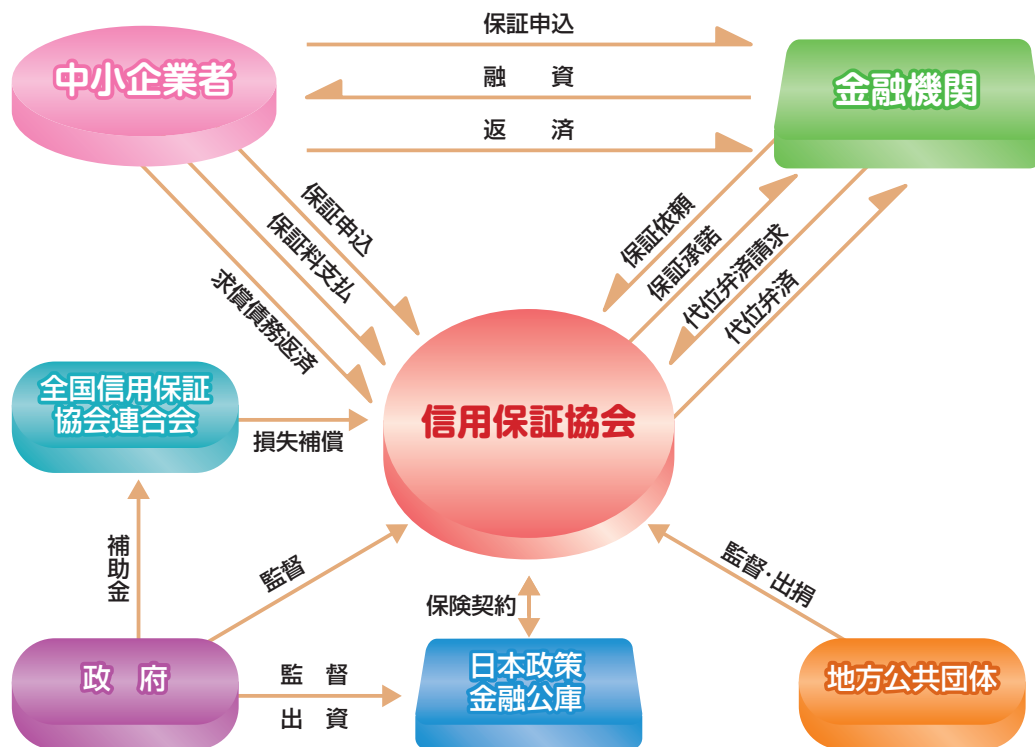 保証申込
中小企業者
融　資
金融機関
返　済
保証申込
保証料支払
求償債務返済
保証依頼
保証承諾
代位弁済請求
代位弁済
全国信用保証
協会連合会
損失補償
信用保証協会
補助金
監督
保険契約
監督・出捐
政　府
監　督
出　資
日本政策
金融公庫
地方公共団体